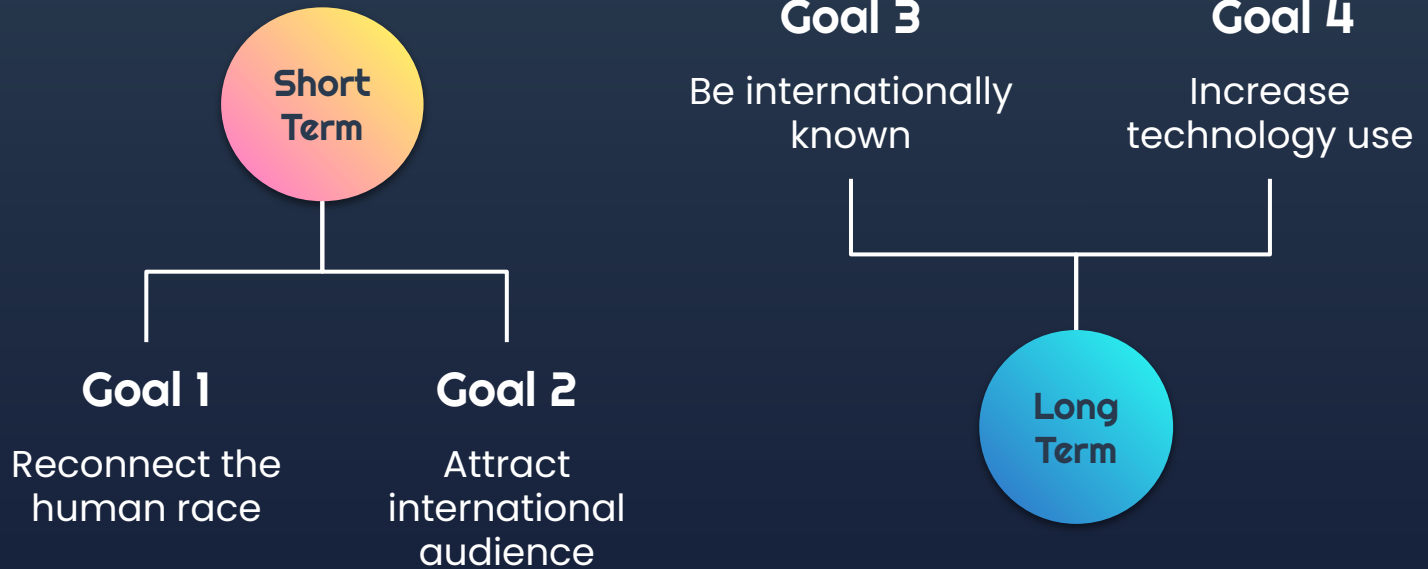 Short
Term
Goal 1
Reconnect the
human race
Goal 2
Attract
international
audience
Goal 3
Be internationally
known
Goal 4
Increase
technology use
Long
Term